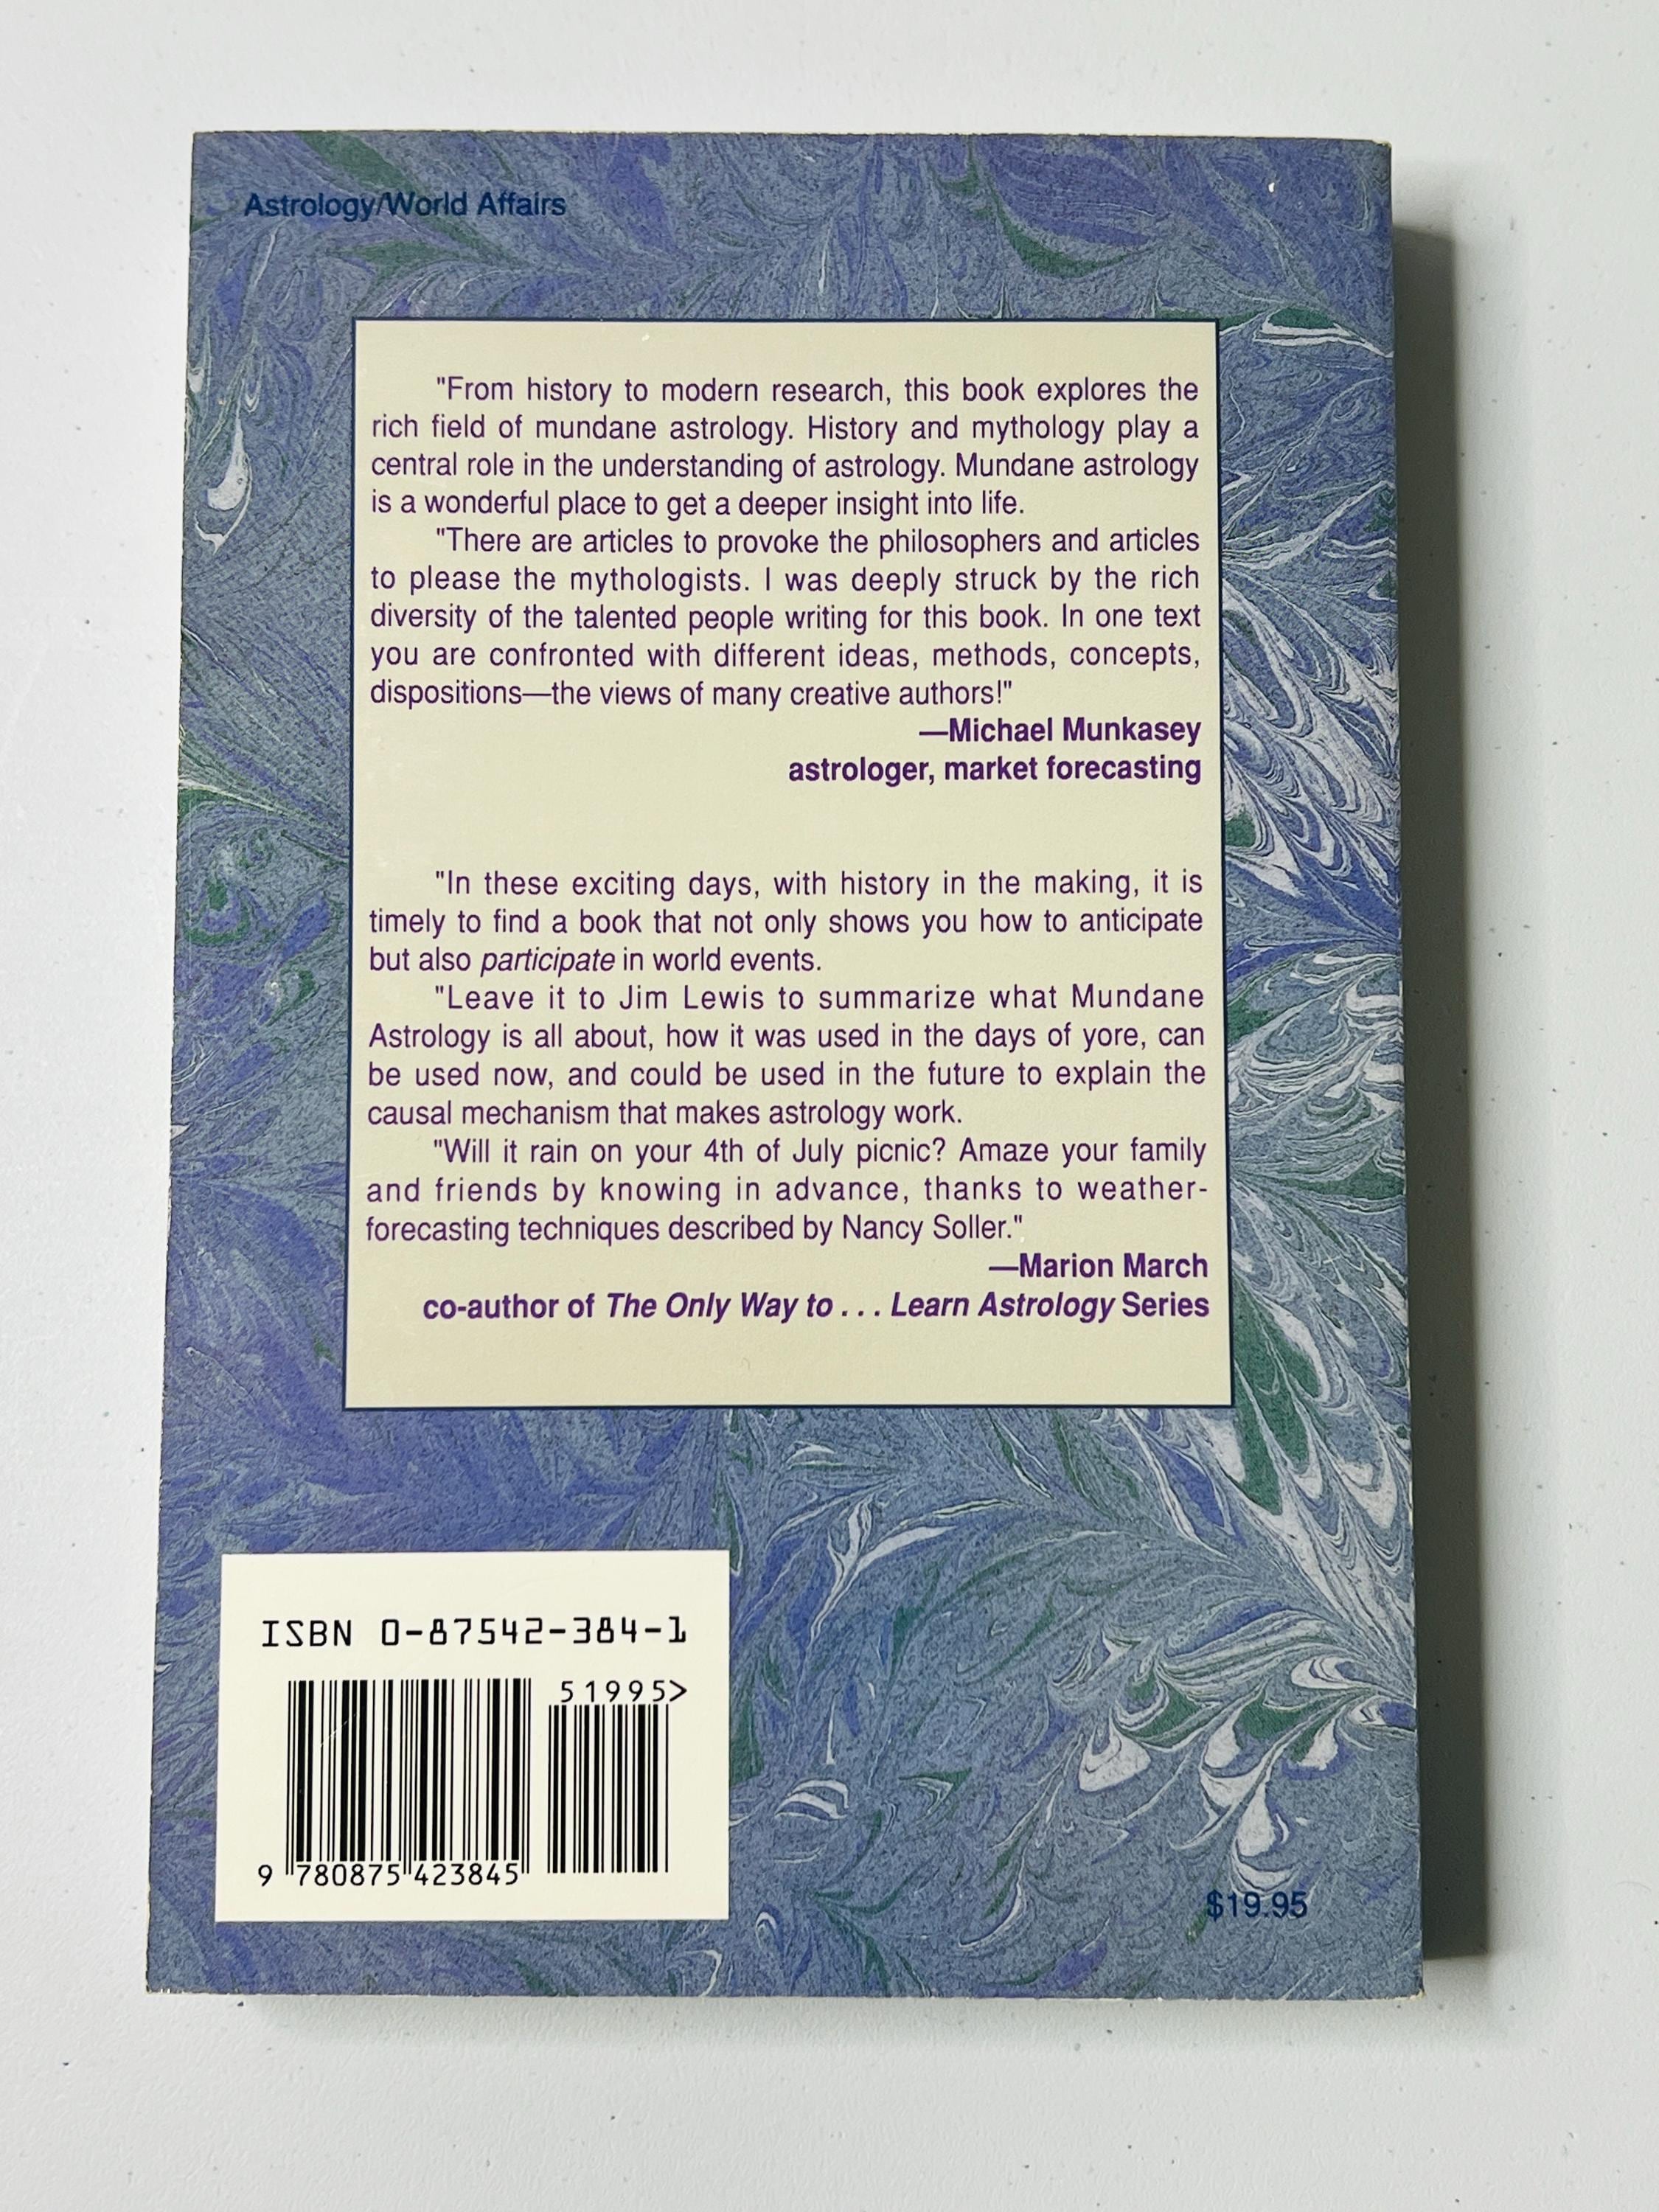 Astrology/World Affairs
"From history to modern research, this book explores the
rich field of mundane astrology. History and mythology play a
central role in the understanding of astrology. Mundane astrology
is a wonderful place to get a deeper insight into life.
"There are articles to provoke the philosophers and articles
to please the mythologists. I was deeply struck by the rich
diversity of the talented people writing for this book. In one text
you are confronted with different ideas, methods, concepts,
dispositions—the views of many creative authors!"
—Michael Munkasey
astrologer, market forecasting
"In these exciting days, with history in the making, it is
timely to find a book that not only shows you how to anticipate
but also participate in world events.
"Leave it to Jim Lewis to summarize what Mundane
Astrology is all about, how it was used in the days of yore, can
be used now, and could be used in the future to explain the
causal mechanism that makes astrology work.
"Will it rain on your 4th of July picnic? Amaze your family
and friends by knowing in advance, thanks to weather-
forecasting techniques described by Nancy Soller."
—Marion March
co-author of The Only Way to . . . Learn Astrology Series
ISBN 0-87542-384-1
51995>
9 780875 423845
$19.95